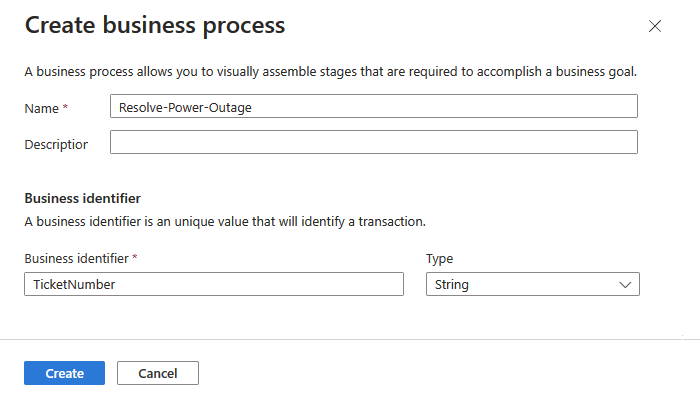 Create business process
A business process allows you to visually assemble stages that are required to accomplish a business goal.
Name *
Resolve-Power-Outage
Description
Business identifier
A business identifier is an unique value that will identify a transaction.
Business identifier *
Type
TicketNumber
String
Create
Cancel